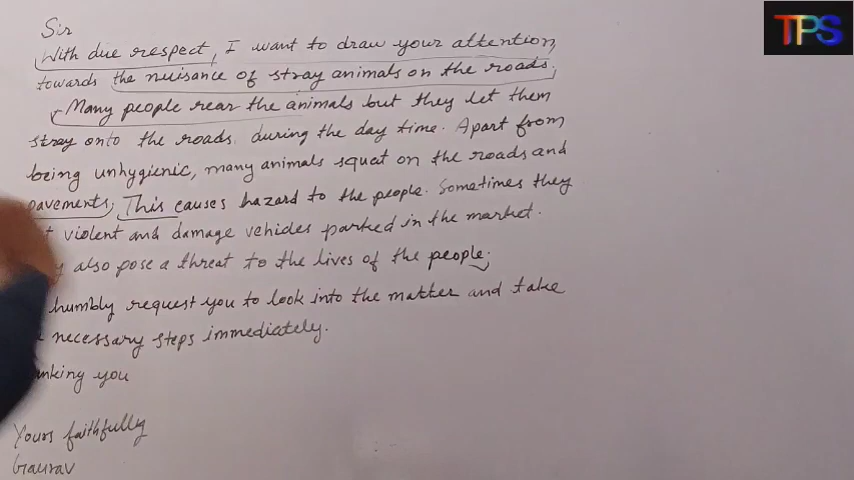 TPS
Sir
With due respect, I want to draw your attention,
towards the nuisance of stray animals on the roads.
Many people rear the animals but they let them
stray onto the roads. during the day time. Apart from
being unhygienic, many animals squat on the roads and
pavements. This causes hazard to the people. Sometimes they
violent and damage vehicles parked in the market.
also pose a threat to the lives of the people.
humbly request you to look into the matter and take
necessary steps immediately.
nking you
Yours faithfully
Gaurav